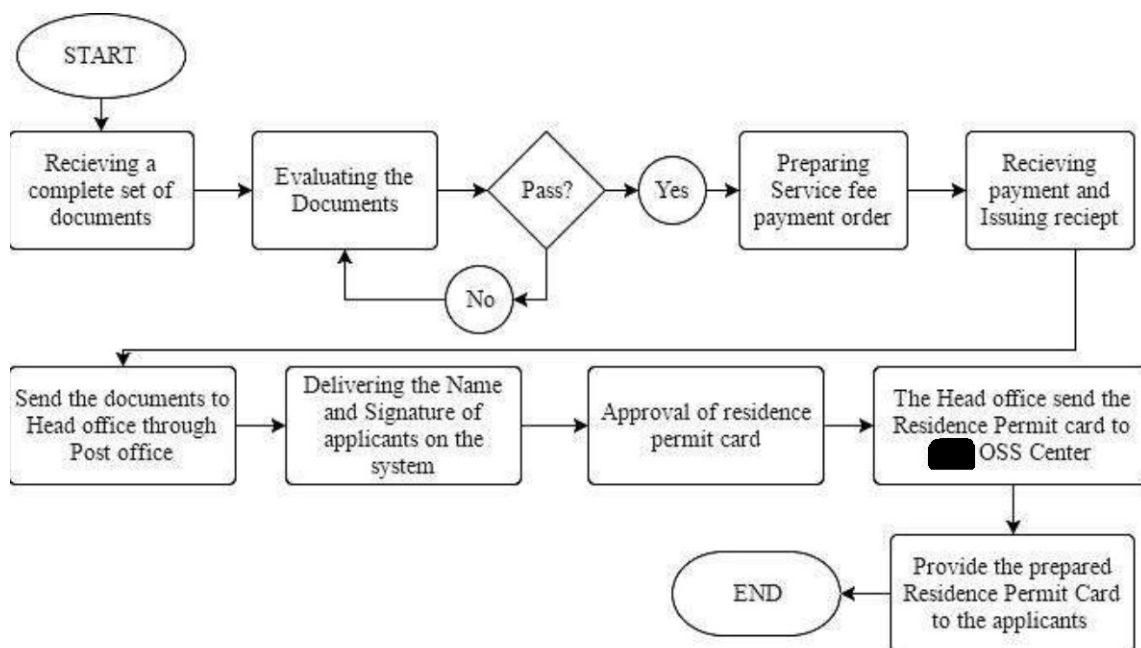 START
Recieving a
complete set of
documents
Evaluating the
Documents
Pass?
Yes
No
Preparing
Service fee
payment order
Recieving
payment and
Issuing reciept
Send the documents to
Head office through
Post office
Delivering the Name
and Signature of
applicants on the
system
Approval of residence
permit card
The Head office send the
Residence Permit card to
OSS Center
Provide the prepared
Residence Permit Card
to the applicants
END